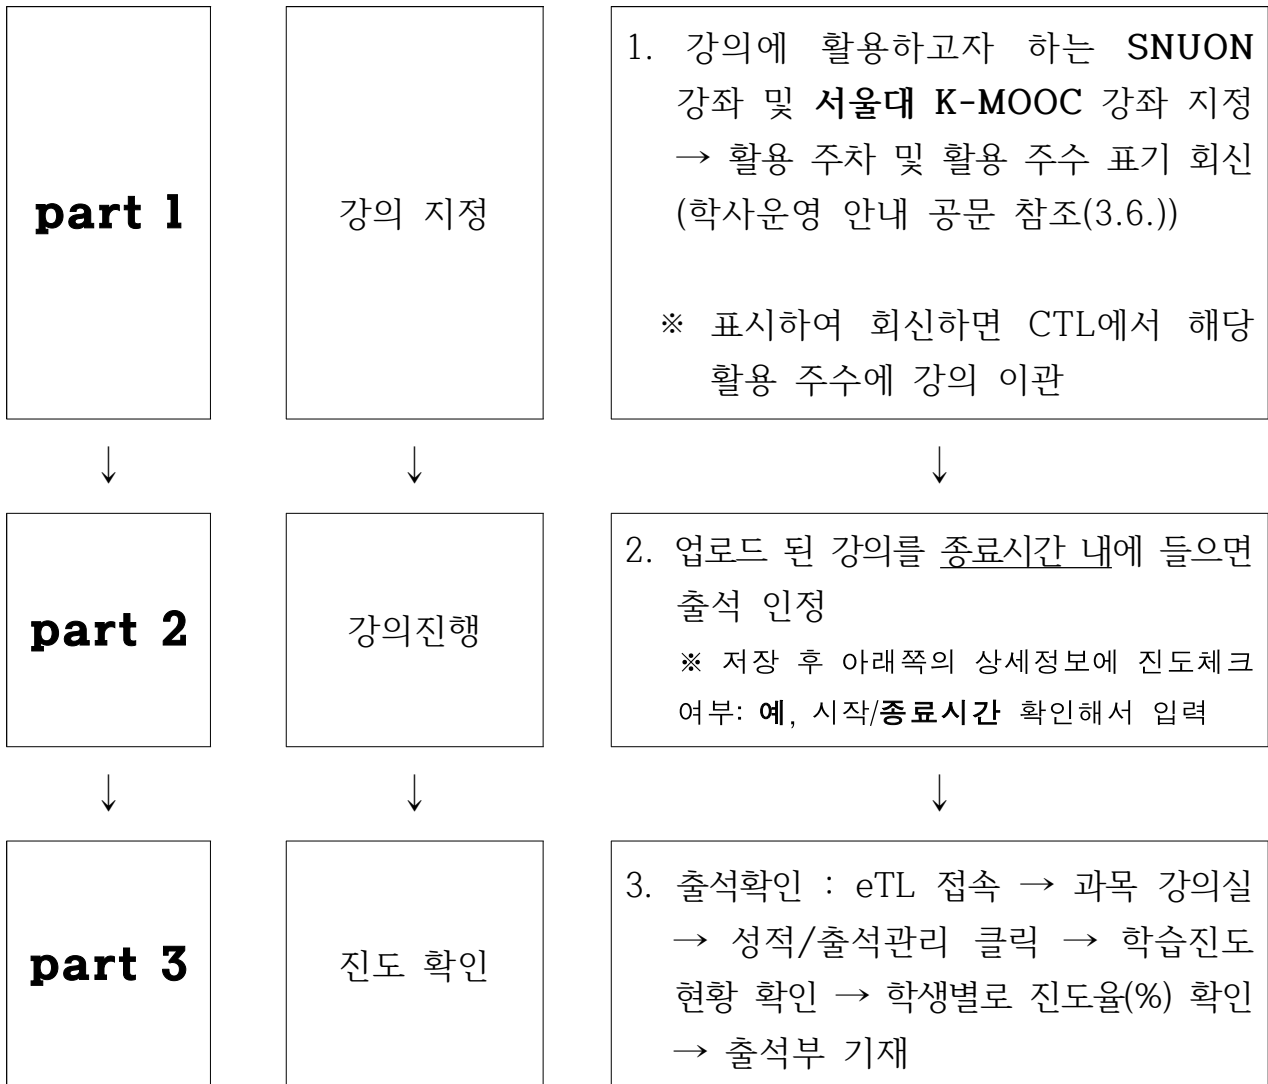 part 1
강의 지정
1. 강의에 활용하고자 하는 SNUON
강좌 및 서울대 K-MOOC 강좌 지정
→ 활용 주차 및 활용 주수 표기 회신
(학사운영 안내 공문 참조(3.6.))
※ 표시하여 회신하면 CTL에서 해당
활용 주수에 강의 이관
↓ ↓ ↓
part 2
강의진행
2. 업로드 된 강의를 종료시간 내에 들으면
출석 인정
※ 저장 후 아래쪽의 상세정보에 진도체크
여부: 예, 시작/종료시간 확인해서 입력
↓ ↓ ↓
part 3
진도 확인
3. 출석확인 : eTL 접속 → 과목 강의실
→ 성적/출석관리 클릭 → 학습진도
현황 확인 → 학생별로 진도율(%) 확인
→ 출석부 기재